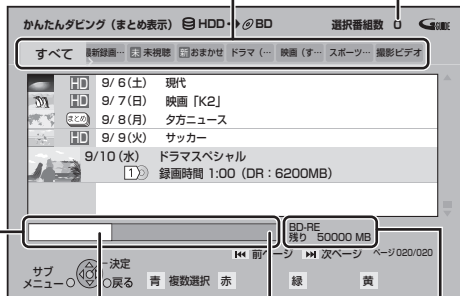 かんたんダビング（まとめ表示） HDD BD 選択番組数 0 GGUIDE
すべて 最新録画… 未視聴 おまかせ ドラマ（… 映画（す… スポーツ… 撮影ビデオ
HD 9/ 6(土) 現代
HD 9/ 7(日) 映画「K2」
まとめ 9/ 8(月) 夕方ニュース
HD 9/ 9(火) サッカー
9/10(水) ドラマスペシャル
1 録画時間 1:00（DR：6200MB）
BD-RE
残り 50000 MB
前ページ 次ページ ページ020/020
サブメニュー 決定 戻る 青 複数選択 赤 緑 黄